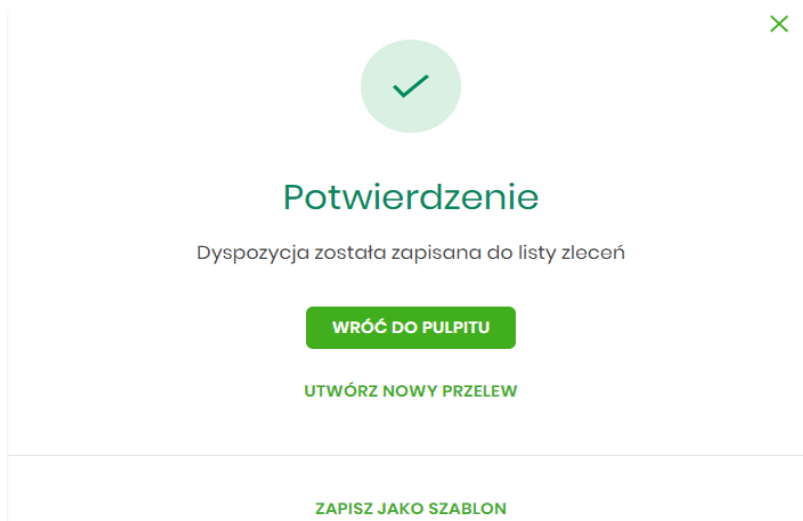 Potwierdzenie
Dyspozycja została zapisana do listy zleceń
WRÓĆ DO PULPITU
UTWÓRZ NOWY PRZELEW
ZAPISZ JAKO SZABLON